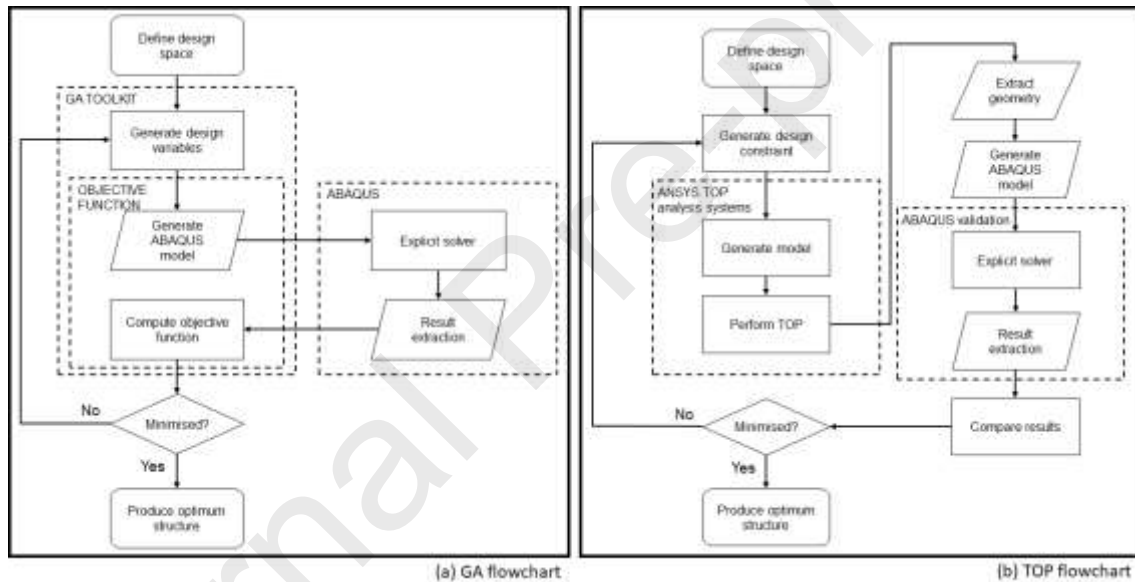 Define design
space
GA TOOLKIT
Generate design
variables
OBJECTIVE
FUNCTION
Generate
ABAQUS
model
Compute objective
function
ABAQUS
Explicit solver
Result
extraction
No
Minimised?
Yes
Produce optimum
structure
(a) GA flowchart
Define design
space
Generate design
constraint
ANSYS TOP
analysis systems
Generate model
Perform TOP
Extract
geometry
Generate
ABAQUS
model
ABAQUS validation
Explicit solver
Result
extraction
Compare results
No
Minimised?
Yes
Produce optimum
structure
(b) TOP flowchart
rnal Pre-pr